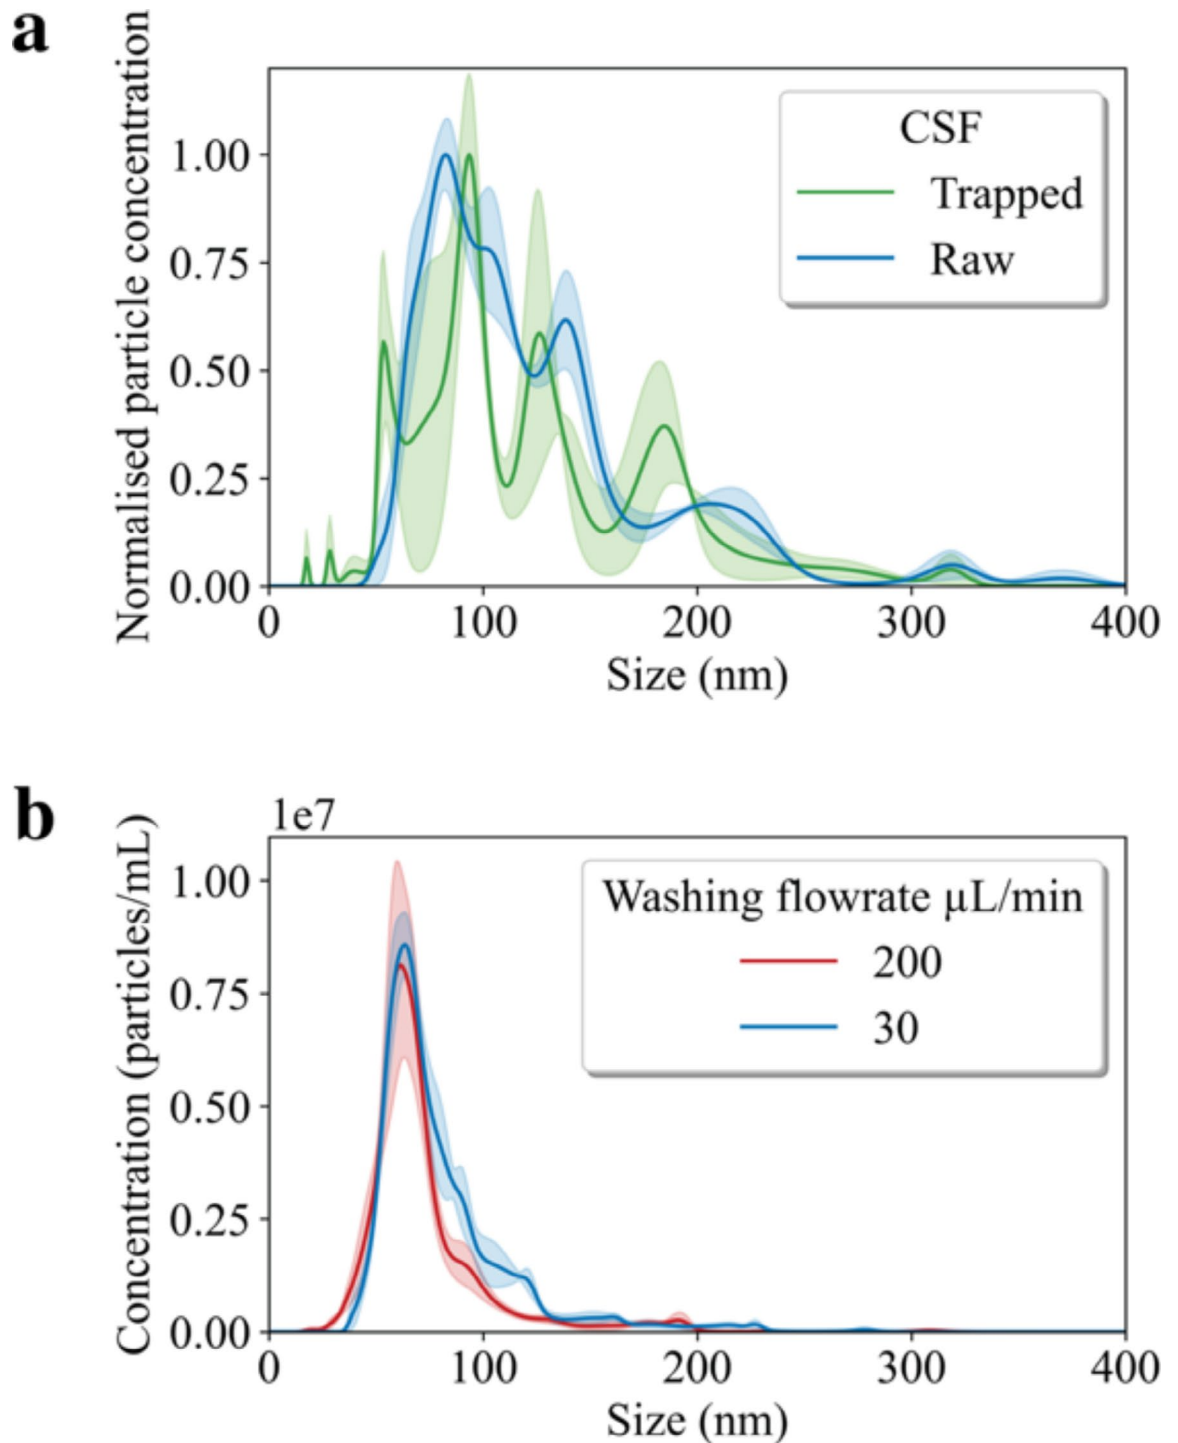 a
Normalised particle concentration
1.00
0.75
0.50
0.25
0.00
0 100 200 300 400
Size (nm)
CSF
Trapped
Raw
b
1e7
Concentration (particles/mL)
1.00
0.75
0.50
0.25
0.00
0 100 200 300 400
Size (nm)
Washing flowrate µL/min
200
30